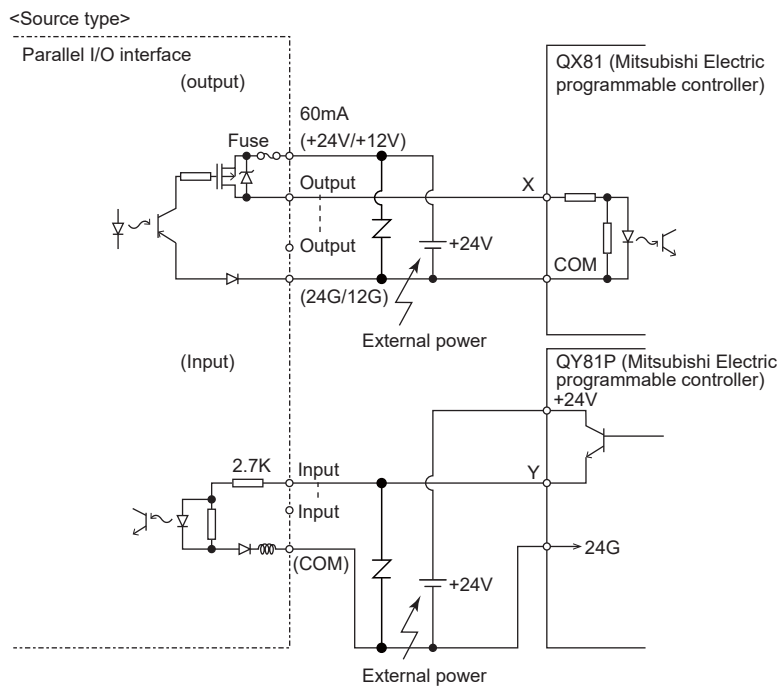 <Source type>
Parallel I/O interface
(output)
QX81 (Mitsubishi Electric
programmable controller)
60mA
(+24V/+12V)
Fuse
Output
X
Output
+24V
COM
(24G/12G)
External power
(Input)
QY81P (Mitsubishi Electric
programmable controller)
+24V
2.7K
Input
Y
Input
(COM)
24G
+24V
External power